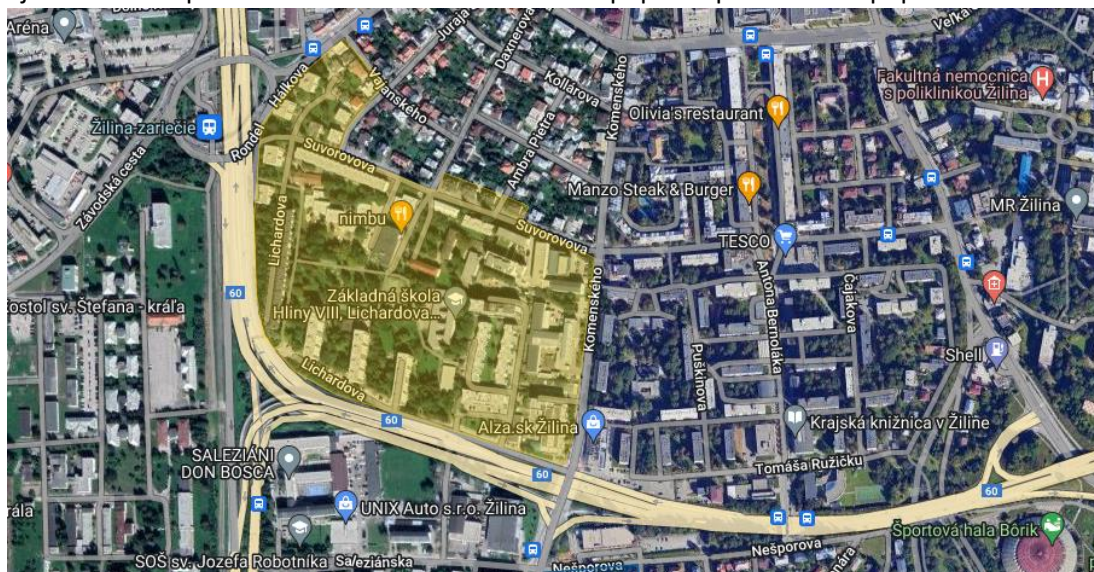 Aréna
Juraja
Daxnerova
Kollárova
Veľká
Hálkova
Vajanského
Komenského
Fakultná nemocnica
s poliklinikou Žilina
Olivia's restaurant
Žilina-zariečie
Rondel
Suvorovova
Ambra Pietra
Závodská cesta
Manzo Steak & Burger
MR Žilina
nimbu
Suvorovova
TESCO
Lichardova
Antona Bernoláka
Čajakova
60
Základná škola
Hliny VIII, Lichardova...
Komenského
kostol sv. Štefana - kráľa
Shell
Puškinova
Lichardova
60
Alza.sk Žilina
Krajská knižnica v Žiline
SALEZIÁNI
DON BOSCA
60
Tomáša Ružičku
60
UNIX Auto s.r.o. Žilina
Športová hala Bôrik
SOŠ sv. Jozefa Robotníka
Saleziánska
Nešporova
Nešporova